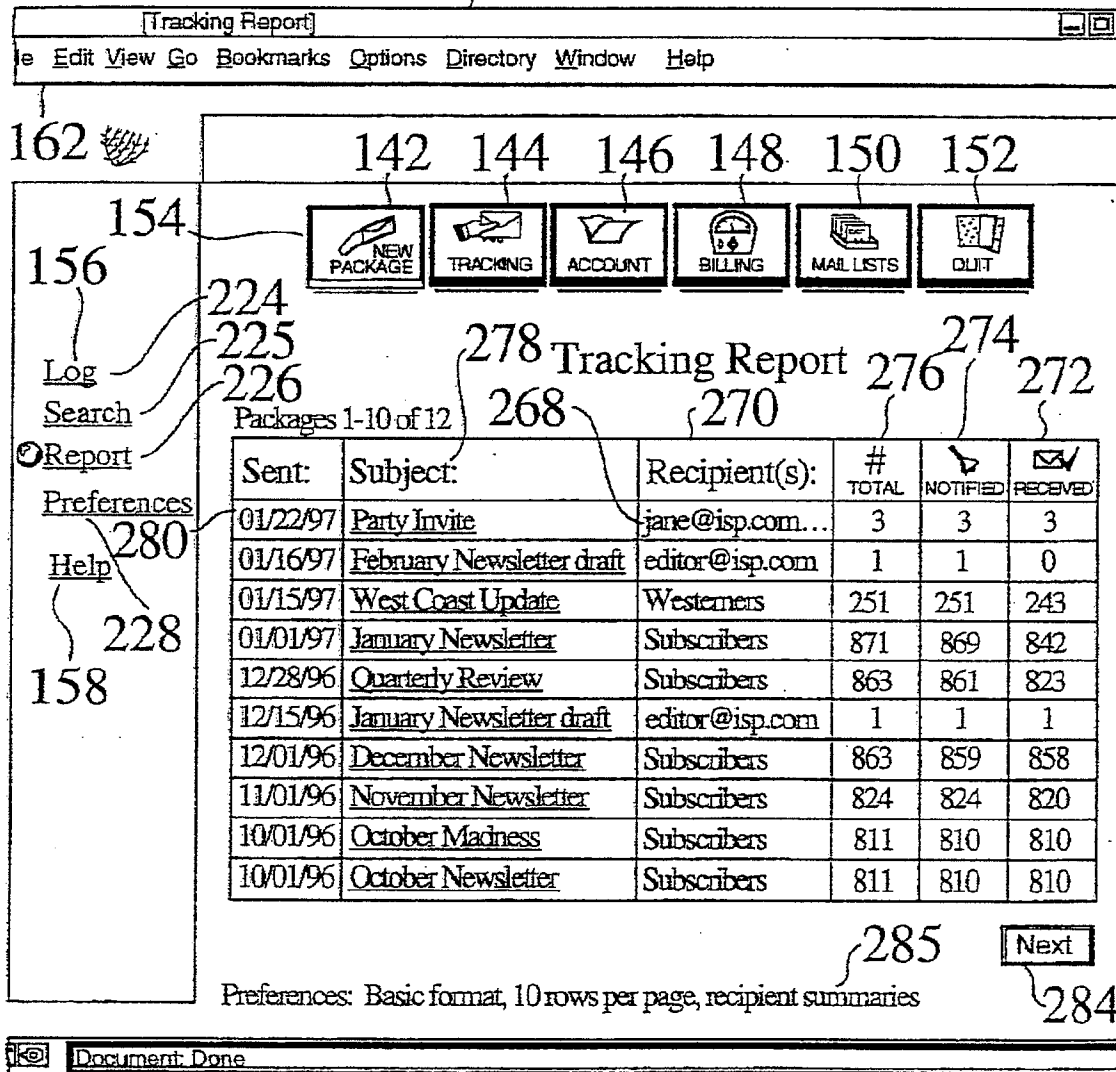 [Tracking Report]
le Edit View Go Bookmarks Options Directory Window Help
162
142 144 146 148 150 152
154
NEW PACKAGE TRACKING ACCOUNT BILLING MAIL LISTS QUIT
156
224
225
226
Log
Search
Report
Preferences
Help
280
228
158
278 Tracking Report 276 274 272
Packages 1-10 of 12 268 270
Sent: Subject: Recipient(s): # TOTAL NOTIFIED RECEIVED
01/22/97 Party Invite jane@isp.com... 3 3 3
01/16/97 February Newsletter draft editor@isp.com 1 1 0
01/15/97 West Coast Update Westerners 251 251 243
01/01/97 January Newsletter Subscribers 871 869 842
12/28/96 Quarterly Review Subscribers 863 861 823
12/15/96 January Newsletter draft editor@isp.com 1 1 1
12/01/96 December Newsletter Subscribers 863 859 858
11/01/96 November Newsletter Subscribers 824 824 820
10/01/96 October Madness Subscribers 811 810 810
10/01/96 October Newsletter Subscribers 811 810 810
285 Next
Preferences: Basic format, 10 rows per page, recipient summaries
284
Document: Done